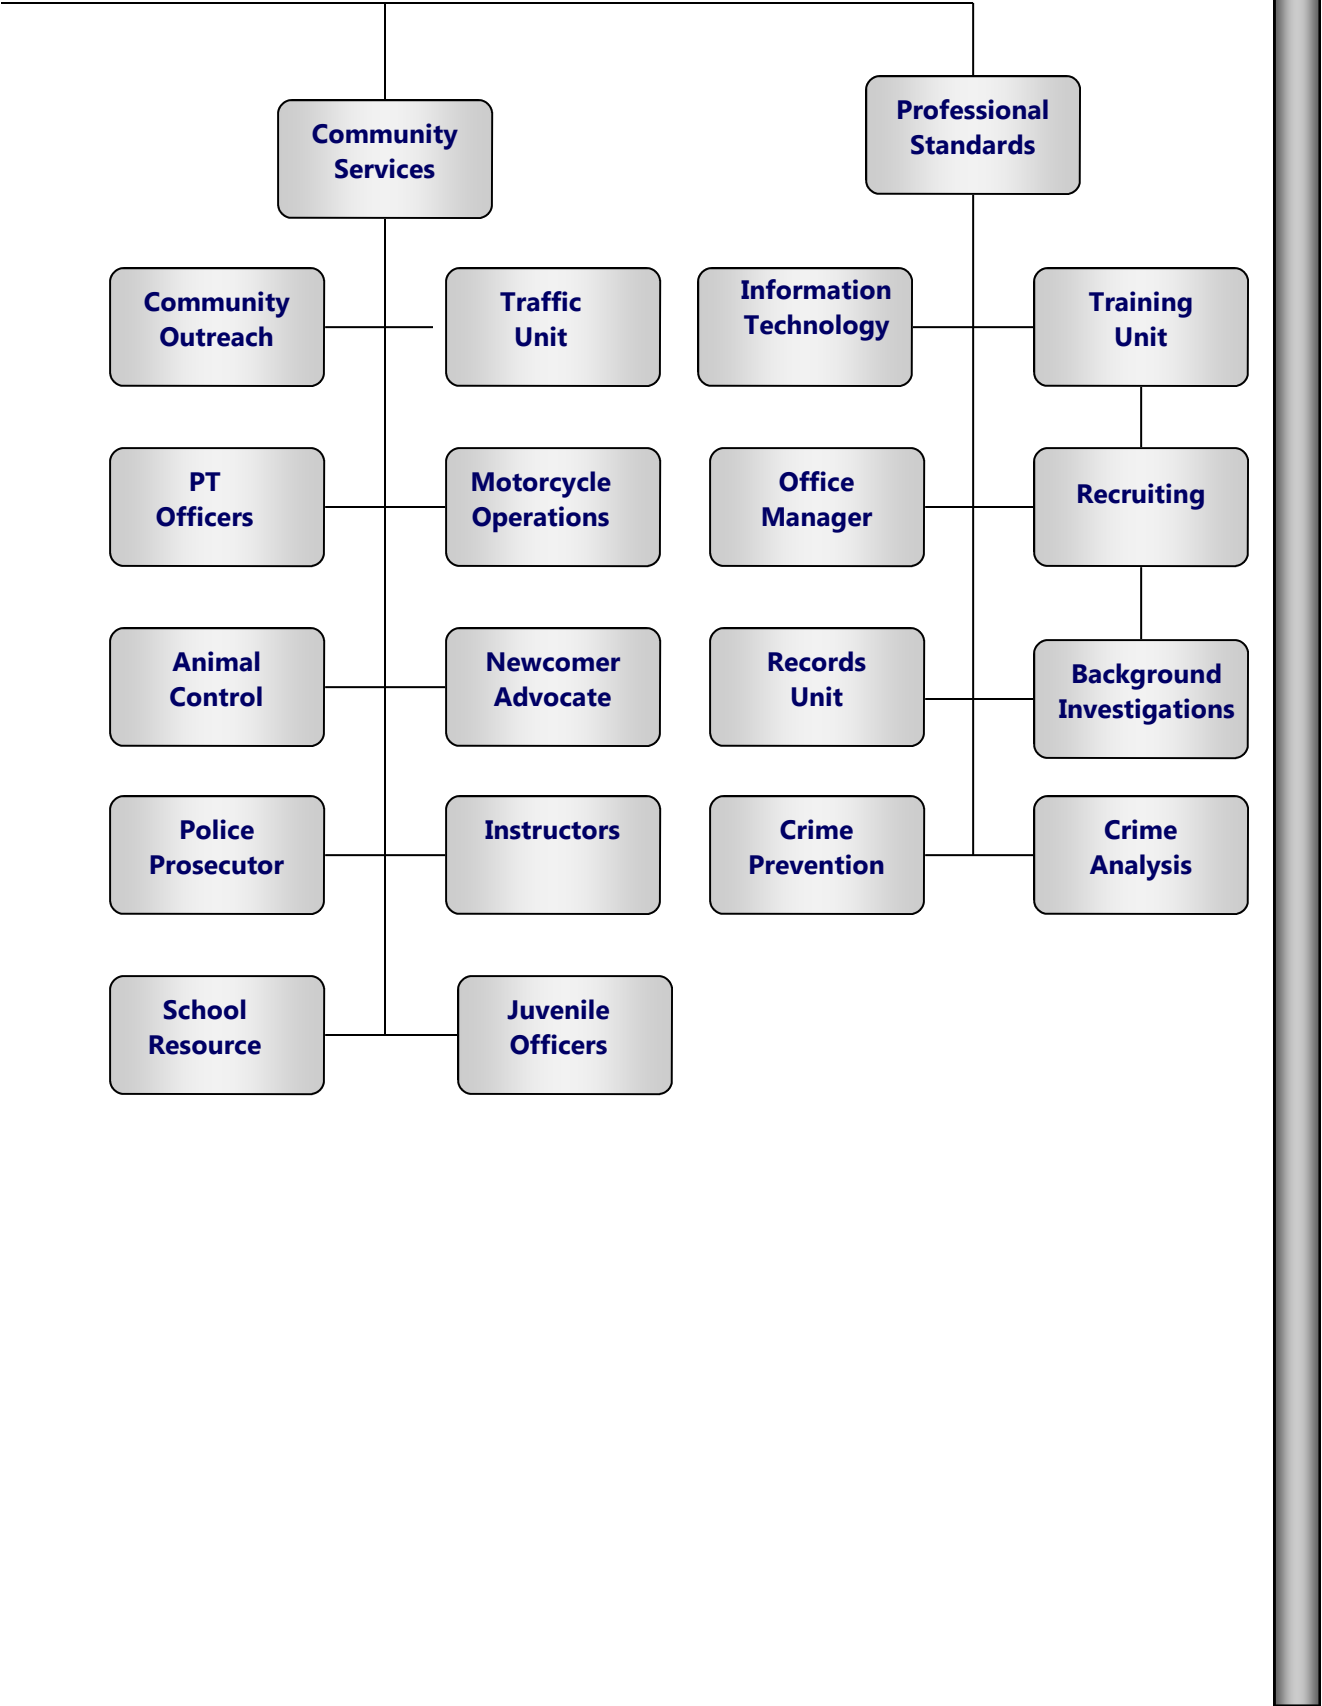 Community
Services
Professional
Standards
Community
Outreach
Traffic
Unit
Information
Technology
Training
Unit
PT
Officers
Motorcycle
Operations
Office
Manager
Recruiting
Animal
Control
Newcomer
Advocate
Records
Unit
Background
Investigations
Police
Prosecutor
Instructors
Crime
Prevention
Crime
Analysis
School
Resource
Juvenile
Officers